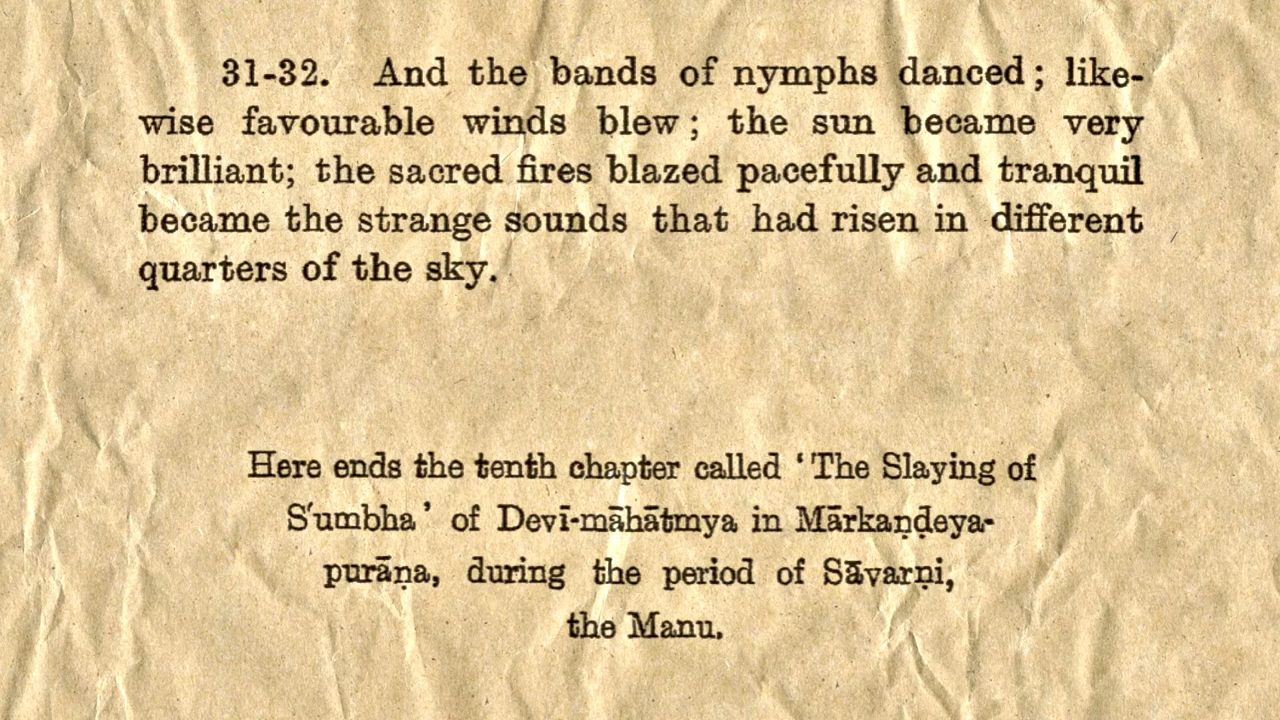 31-32. And the bands of nymphs danced; like-
wise favourable winds blew; the sun became very
brilliant; the sacred fires blazed pacefully and tranquil
became the strange sounds that had risen in different
quarters of the sky.
Here ends the tenth chapter called ‘The Slaying of
S'umbha’ of Devī-māhātmya in Mārkaṇḍeya-
purāṇa, during the period of Sāvarṇi,
the Manu.